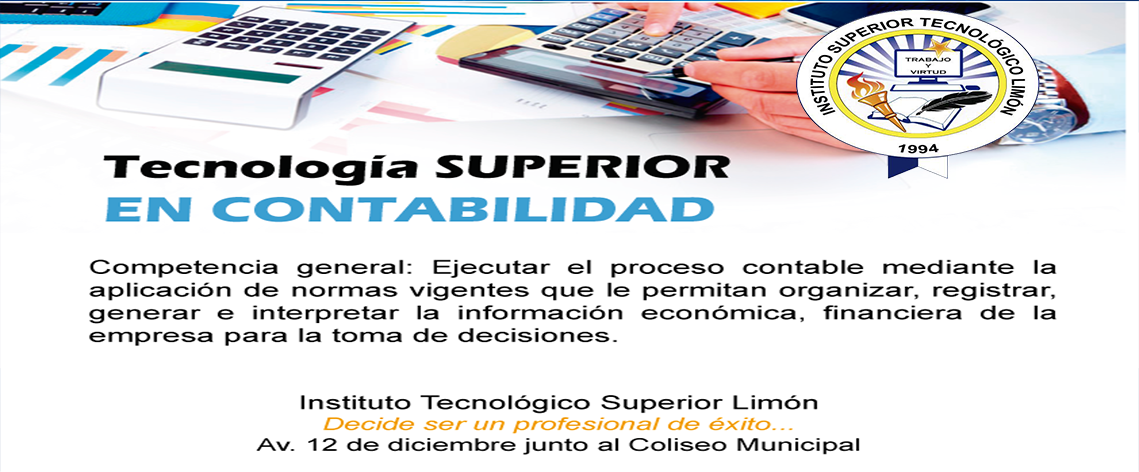 INSTITUTO SUPERIOR TECNOLÓGICO LIMÓN
TRABAJO
Y
VIRTUD
1994
Tecnología SUPERIOR
EN CONTABILIDAD
Competencia general: Ejecutar el proceso contable mediante la
aplicación de normas vigentes que le permitan organizar, registrar,
generar e interpretar la información económica, financiera de la
empresa para la toma de decisiones.
Instituto Tecnológico Superior Limón
Decide ser un profesional de éxito...
Av. 12 de diciembre junto al Coliseo Municipal